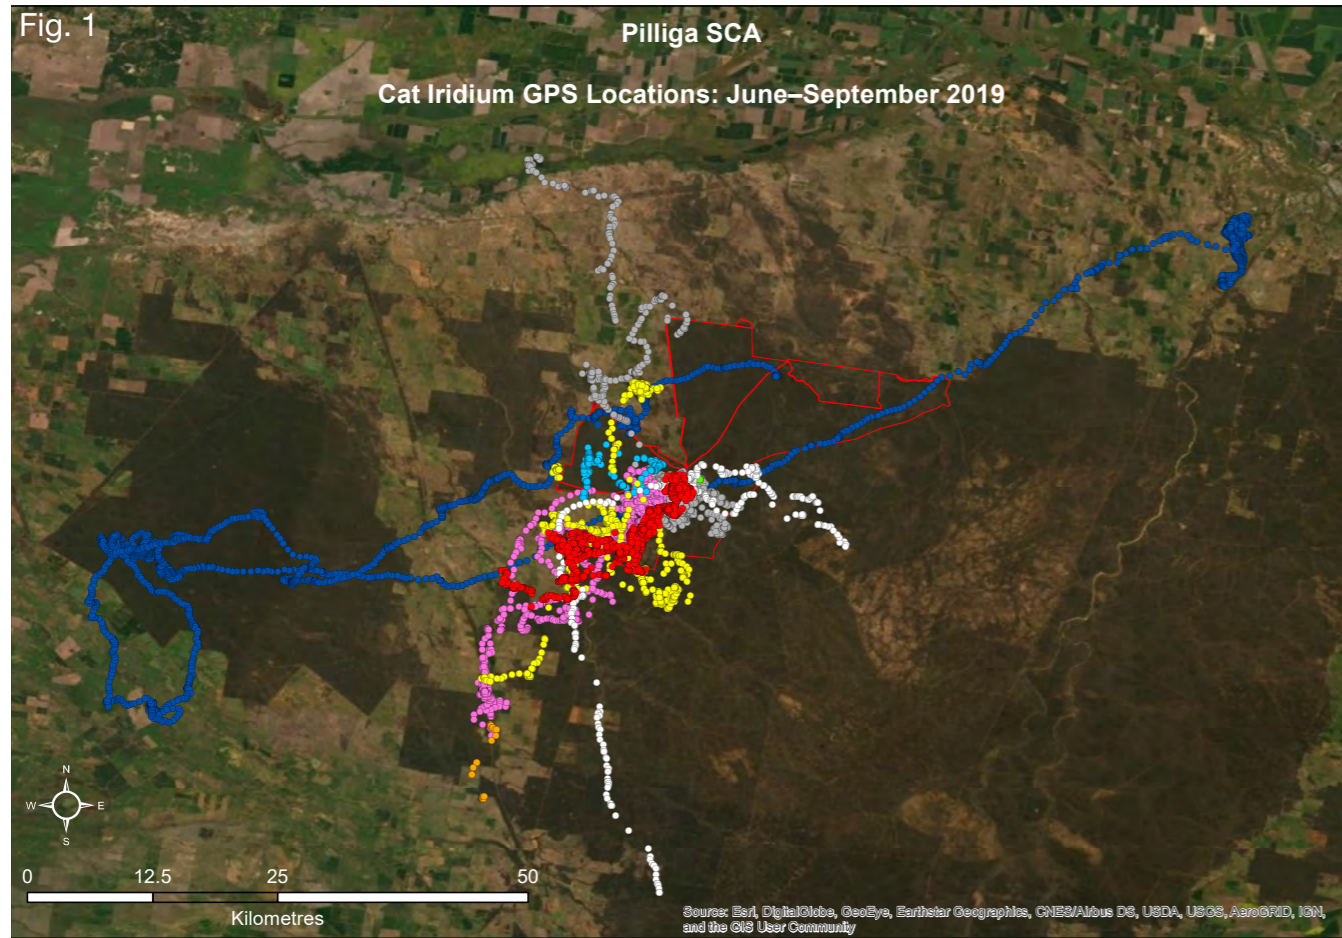 Fig. 1
Pilliga SCA
Cat Iridium GPS Locations: June–September 2019
N
W E
S
0 12.5 25 50
Kilometres
Source: Esri, DigitalGlobe, GeoEye, Earthstar Geographics, CNES/Airbus DS, USDA, USGS, AeroGRID, IGN,
and the GIS User Community